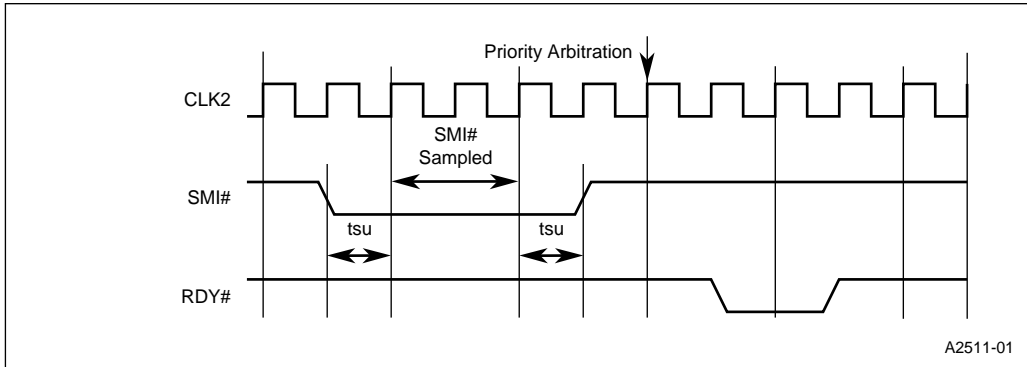 Priority Arbitration
CLK2
SMI#
Sampled
SMI#
tsu
tsu
RDY#
A2511-01